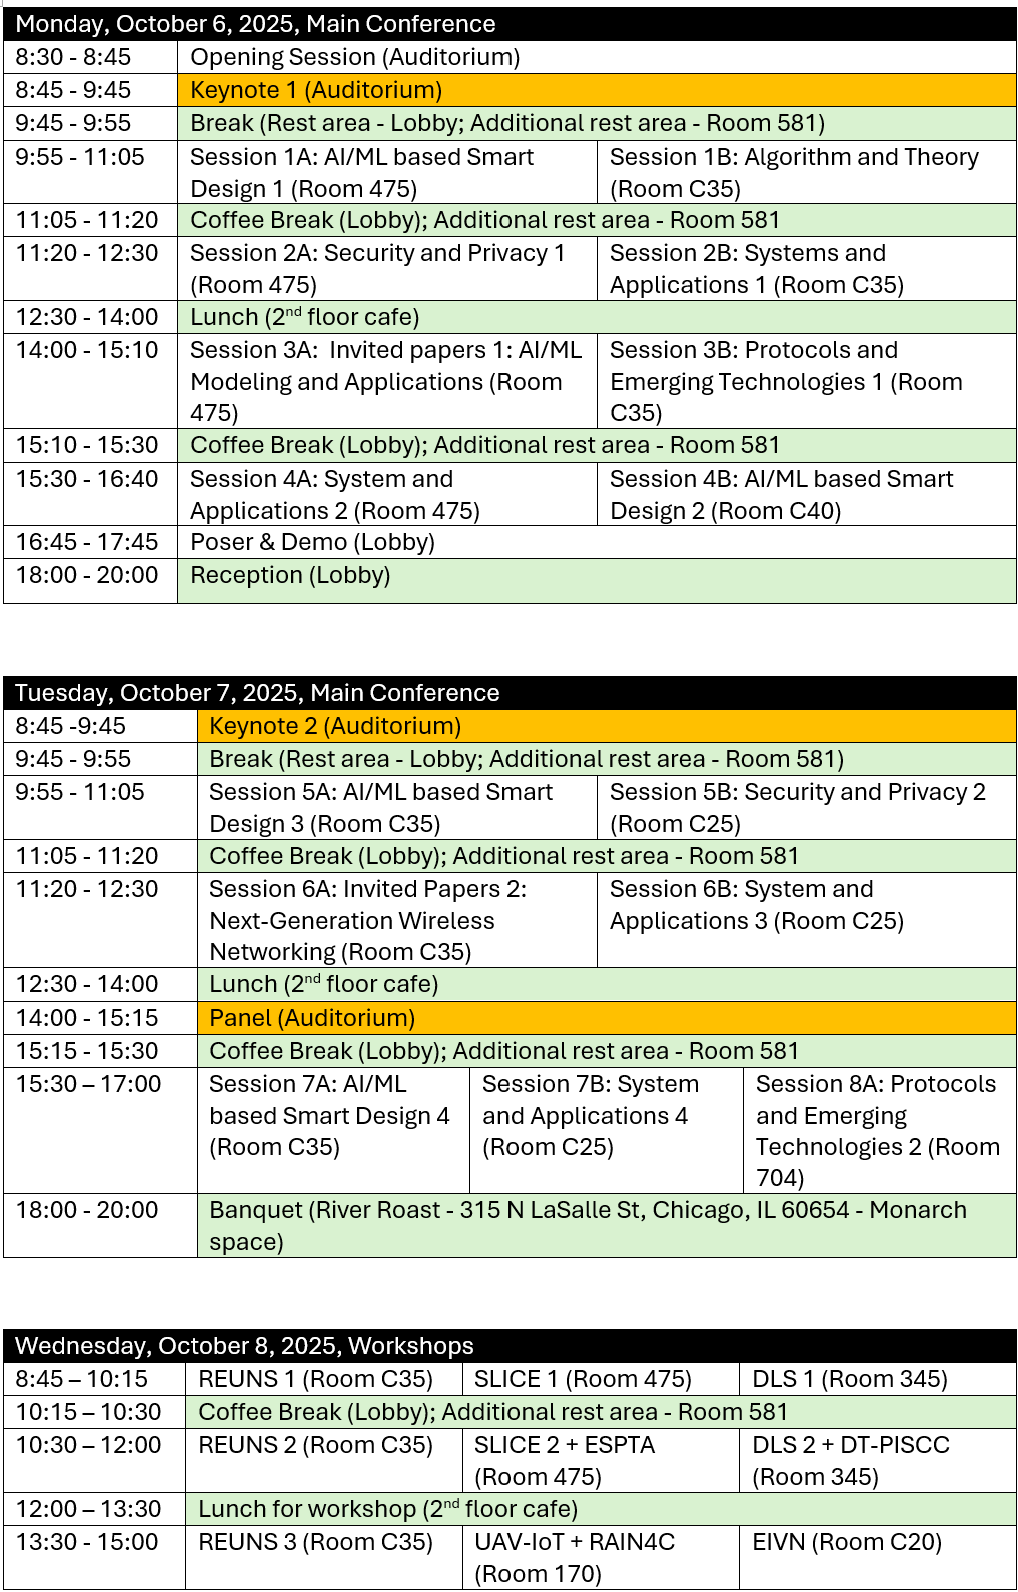 Monday, October 6, 2025, Main Conference
8:30 - 8:45
Opening Session (Auditorium)
8:45 - 9:45
Keynote 1 (Auditorium)
9:45 - 9:55
Break (Rest area - Lobby; Additional rest area - Room 581)
9:55 - 11:05
Session 1A: AI/ML based Smart
Design 1 (Room 475)
Session 1B: Algorithm and Theory
(Room C35)
11:05 - 11:20
Coffee Break (Lobby); Additional rest area - Room 581
11:20 - 12:30
Session 2A: Security and Privacy 1
(Room 475)
Session 2B: Systems and
Applications 1 (Room C35)
12:30 - 14:00
Lunch (2nd floor cafe)
14:00 - 15:10
Session 3A:  Invited papers 1: AI/ML
Modeling and Applications (Room
475)
Session 3B: Protocols and
Emerging Technologies 1 (Room
C35)
15:10 - 15:30
Coffee Break (Lobby); Additional rest area - Room 581
15:30 - 16:40
Session 4A: System and
Applications 2 (Room 475)
Session 4B: AI/ML based Smart
Design 2 (Room C40)
16:45 - 17:45
Poser & Demo (Lobby)
18:00 - 20:00
Reception (Lobby)
Tuesday, October 7, 2025, Main Conference
8:45 -9:45
Keynote 2 (Auditorium)
9:45 - 9:55
Break (Rest area - Lobby; Additional rest area - Room 581)
9:55 - 11:05
Session 5A: AI/ML based Smart
Design 3 (Room C35)
Session 5B: Security and Privacy 2
(Room C25)
11:05 - 11:20
Coffee Break (Lobby); Additional rest area - Room 581
11:20 - 12:30
Session 6A: Invited Papers 2:
Next-Generation Wireless
Networking (Room C35)
Session 6B: System and
Applications 3 (Room C25)
12:30 - 14:00
Lunch (2nd floor cafe)
14:00 - 15:15
Panel (Auditorium)
15:15 - 15:30
Coffee Break (Lobby); Additional rest area - Room 581
15:30 – 17:00
Session 7A: AI/ML
based Smart Design 4
(Room C35)
Session 7B: System
and Applications 4
(Room C25)
Session 8A: Protocols
and Emerging
Technologies 2 (Room
704)
18:00 - 20:00
Banquet (River Roast - 315 N LaSalle St, Chicago, IL 60654 - Monarch
space)
Wednesday, October 8, 2025, Workshops
8:45 – 10:15
REUNS 1 (Room C35)
SLICE 1 (Room 475)
DLS 1 (Room 345)
10:15 – 10:30
Coffee Break (Lobby); Additional rest area - Room 581
10:30 – 12:00
REUNS 2 (Room C35)
SLICE 2 + ESPTA
(Room 475)
DLS 2 + DT-PISCC
(Room 345)
12:00 – 13:30
Lunch for workshop (2nd floor cafe)
13:30 - 15:00
REUNS 3 (Room C35)
UAV-IoT + RAIN4C
(Room 170)
EIVN (Room C20)